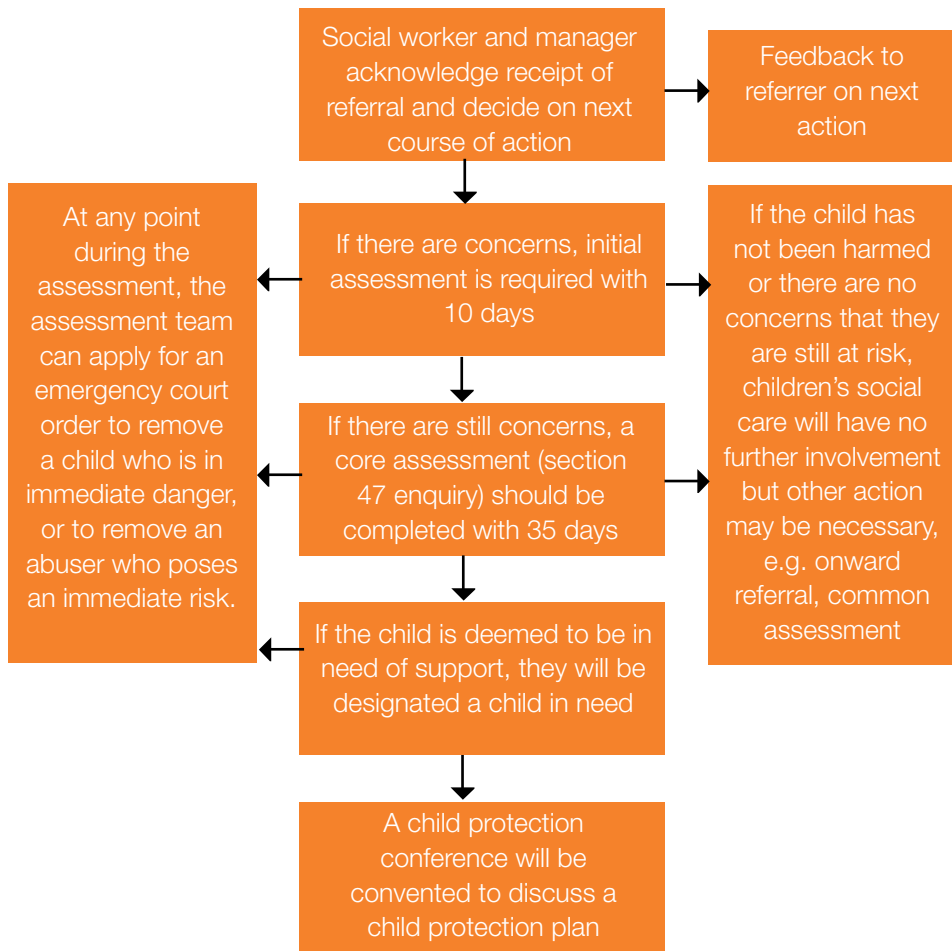 Social worker and manager
acknowledge receipt of
referral and decide on next
course of action
Feedback to
referrer on next
action
At any point
during the
assessment, the
assessment team
can apply for an
emergency court
order to remove
a child who is in
immediate danger,
or to remove an
abuser who poses
an immediate risk.
If there are concerns, initial
assessment is required with
10 days
If the child has
not been harmed
or there are no
concerns that they
are still at risk,
children’s social
care will have no
further involvement
but other action
may be necessary,
e.g. onward
referral, common
assessment
If there are still concerns, a
core assessment (section
47 enquiry) should be
completed with 35 days
If the child is deemed to be in
need of support, they will be
designated a child in need
A child protection
conference will be
convented to discuss a
child protection plan